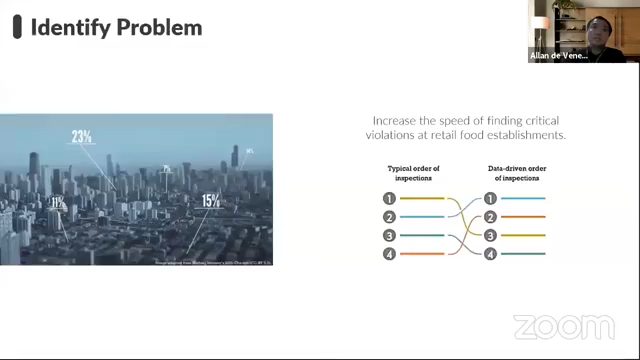 Identify Problem
Allan de Vene...
Increase the speed of finding critical
violations at retail food establishments.
23%
11%
15%
Typical order of
inspections
Data-driven order
of inspections
1
1
2
2
3
3
4
4
zoom